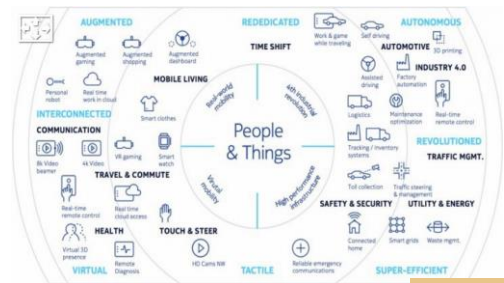 AUGMENTED
REDEDICATED
AUTONOMOUS
Augmented
gaming
Augmented
shopping
Augmented
dashboard
TIME SHIFT
Work & game
while traveling
Self driving
3D printing
AUTOMOTIVE
INDUSTRY 4.0
Personal
robot
Real time
work in cloud
MOBILE LIVING
Real-world
mobility
4th industrial
revolution
Assisted
driving
Factory
automation
INTERCONNECTED
COMMUNICATION
Smart clothes
People
& Things
Logistics
Maintenance
optimization
Real-time
remote control
8k Video
beamer
4k Video
VR gaming
Smart
watch
Tracking / inventory
systems
REVOLUTIONED
TRAFFIC MGMT.
TRAVEL & COMMUTE
Virutal
mobility
High performance
infrastructure
Toll collection
Traffic steering
& management
Real-time
remote control
Real time
cloud access
SAFETY & SECURITY
UTILITY & ENERGY
HEALTH
TOUCH & STEER
Virtual 3D
presence
Remote
Diagnosis
HD Cams NW
Reliable emergency
communications
Connected
home
Smart grids
Waste mgmt.
VIRTUAL
TACTILE
SUPER-EFFICIENT